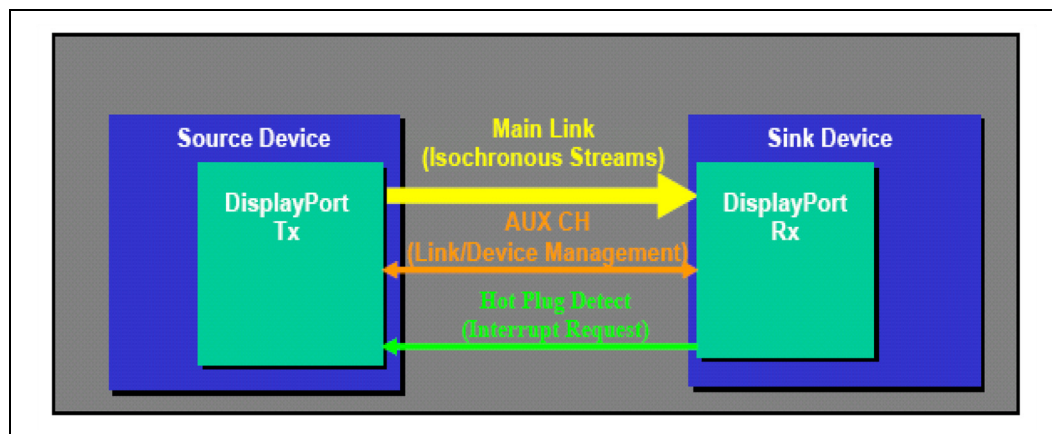 Source Device
DisplayPort
Tx
Main Link
(Isochronous Streams)
AUX CH
(Link/Device Management)
Hot Plug Detect
(Interrupt Request)
Sink Device
DisplayPort
Rx